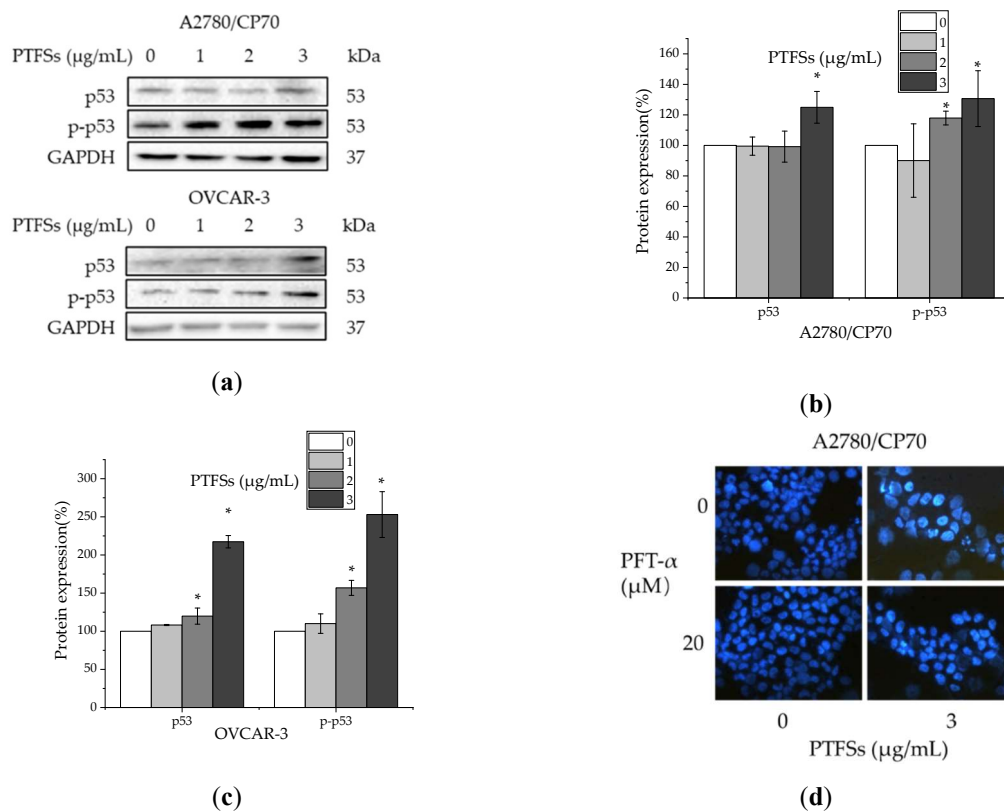 A2780/CP70
PTFSs (μg/mL) 0 1 2 3 kDa
p53 53
p-p53 53
GAPDH 37
OVCAR-3
PTFSs (μg/mL) 0 1 2 3 kDa
p53 53
p-p53 53
GAPDH 37
(a)
0
1
2
3
PTFSs (μg/mL)
Protein expression(%)
160
140
120
100
80
60
40
20
0
* * *
p53 p-p53
A2780/CP70
(b)
0
1
2
3
PTFSs (μg/mL)
Protein expression(%)
300
250
200
150
100
75
50
25
0
* * * *
p53 p-p53
OVCAR-3
(c)
A2780/CP70
0
PFT-α
(μM)
20
0 3
PTFSs (μg/mL)
(d)